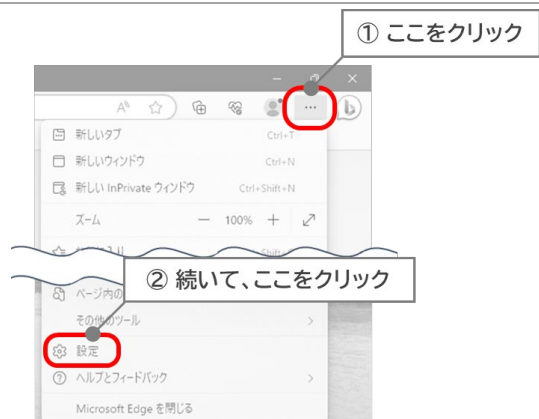 ① ここをクリック
新しいタブ Ctrl+T
新しいウィンドウ Ctrl+N
新しい InPrivate ウィンドウ Ctrl+Shift+N
ズーム 100%
② 続いて、ここをクリック
ページ内の
その他のツール
設定
ヘルプとフィードバック
Microsoft Edge を閉じる